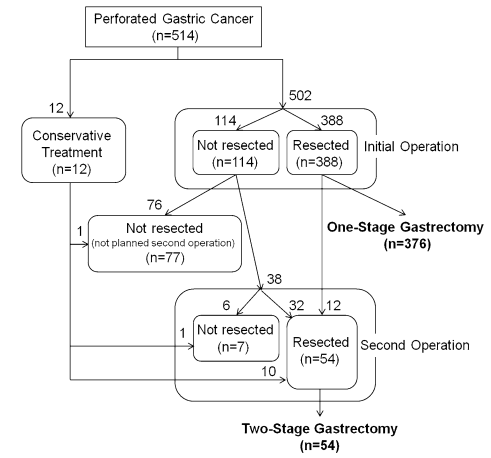 Perforated Gastric Cancer
(n=514)
12
502
Conservative
Treatment
(n=12)
114
388
Not resected
(n=114)
Resected
(n=388)
Initial Operation
76
1
Not resected
(not planned second operation)
(n=77)
One-Stage Gastrectomy
(n=376)
38
6
32
12
1
Not resected
(n=7)
Resected
(n=54)
Second Operation
10
Two-Stage Gastrectomy
(n=54)